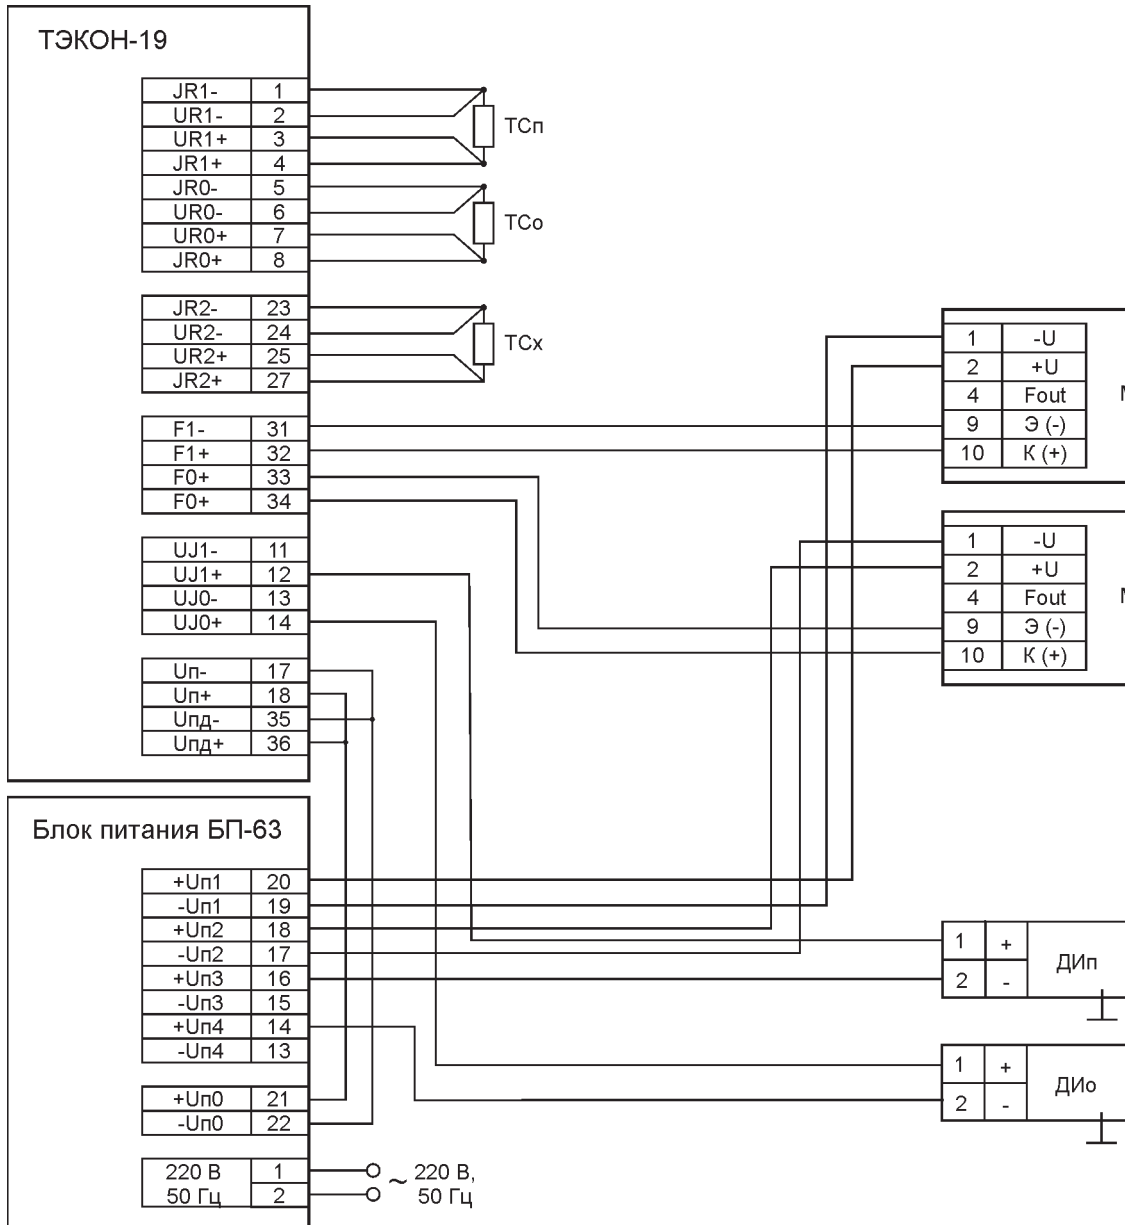 ТЭКОН-19
JR1- 1
UR1- 2
UR1+ 3
JR1+ 4
ТСп
JR0- 5
UR0- 6
UR0+ 7
JR0+ 8
ТСо
JR2- 23
UR2- 24
UR2+ 25
JR2+ 27
ТСх
F1- 31
F1+ 32
F0+ 33
F0+ 34
UJ1- 11
UJ1+ 12
UJ0- 13
UJ0+ 14
Uп- 17
Uп+ 18
Uпд- 35
Uпд+ 36
1 -U
2 +U
4 Fout
9 Э (-)
10 К (+)
1 -U
2 +U
4 Fout
9 Э (-)
10 К (+)
Блок питания БП-63
+Uп1 20
-Uп1 19
+Uп2 18
-Uп2 17
+Uп3 16
-Uп3 15
+Uп4 14
-Uп4 13
+Uп0 21
-Uп0 22
220 В 1
50 Гц 2
~ 220 В,
50 Гц
1 +
2 -
ДИп
1 +
2 -
ДИо